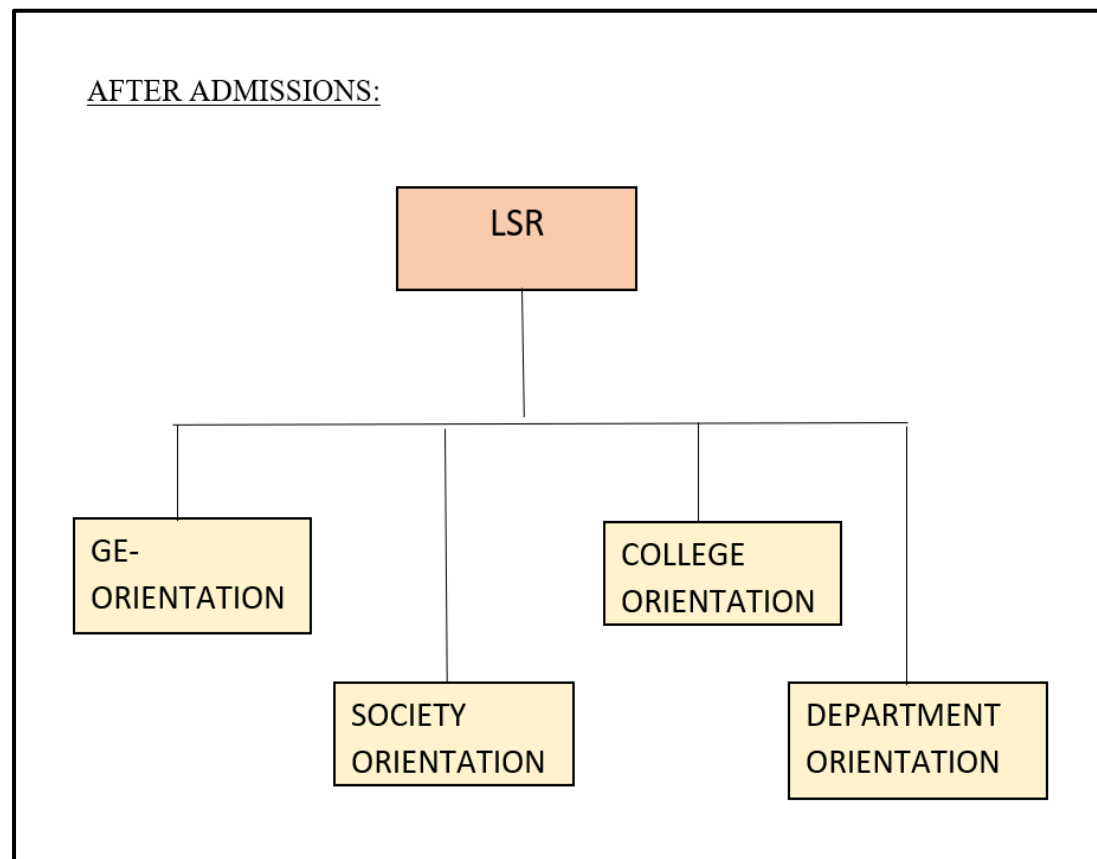 AFTER ADMISSIONS:
LSR
GE-
ORIENTATION
COLLEGE
ORIENTATION
SOCIETY
ORIENTATION
DEPARTMENT
ORIENTATION